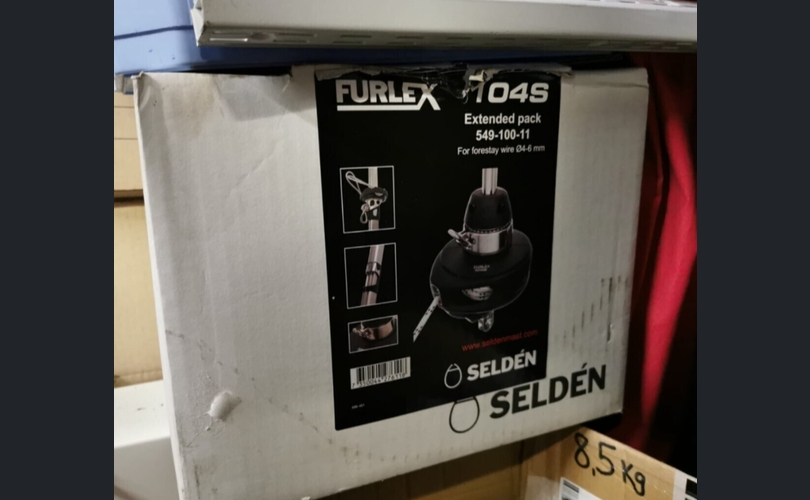 FURLEX 104S
Extended pack
549-100-11
For forestay wire Ø4-6 mm
www.seldenmast.com
SELDÉN
SELDÉN
8,5 kg